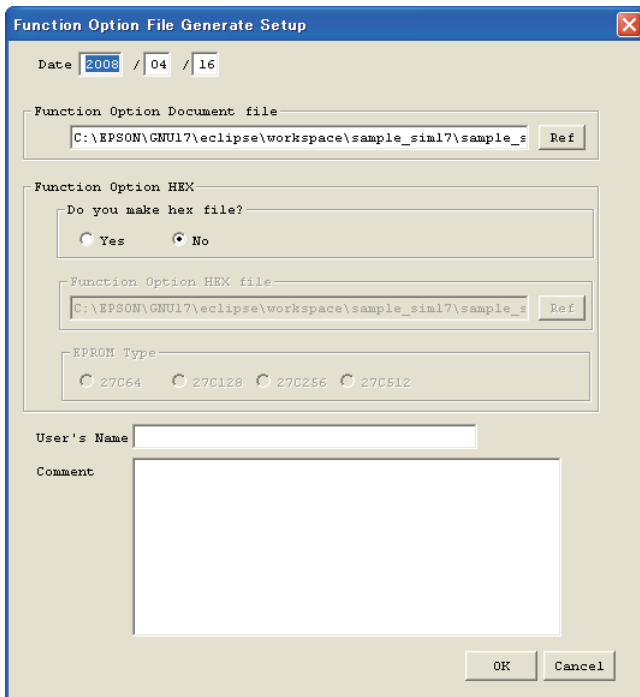 Function Option File Generate Setup
Date 2008 / 04 / 16
Function Option Document file
C:\EPSON\GNU17\eclipse\workspace\sample_sim17\sample_s Ref
Function Option HEX
Do you make hex file?
Yes No
Function Option HEX file
C:\EPSON\GNU17\eclipse\workspace\sample_sim17\sample_s Ref
EPROM Type
27C64 27C128 27C256 27C512
User's Name
Comment
OK Cancel